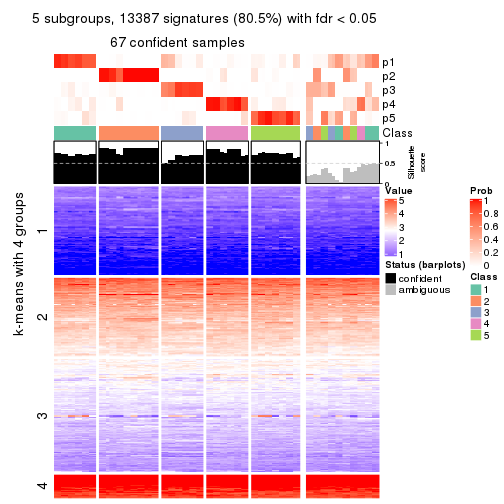 5 subgroups, 13387 signatures (80.5%) with fdr < 0.05
67 confident samples
p1
p2
p3
p4
p5
Class
1
0.5
0
Silhouette
score
k-means with 4 groups
1
2
3
4
Value
5
4
3
2
1
Status (barplots)
confident
ambiguous
Prob
1
0.8
0.6
0.4
0.2
0
Class
1
2
3
4
5